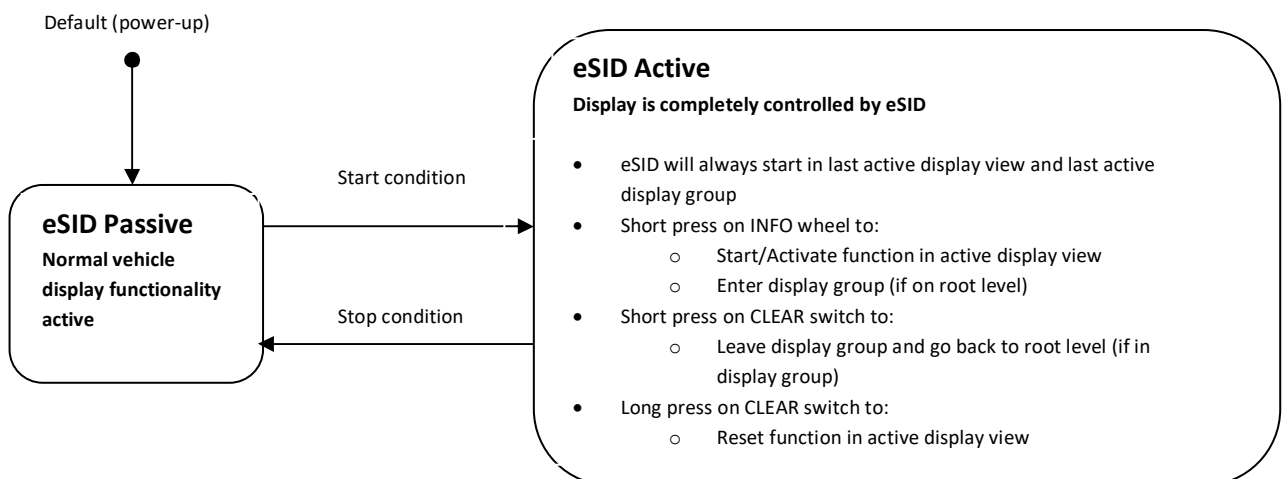 Default (power-up)
eSID Passive
Normal vehicle
display functionality
active
Start condition
Stop condition
eSID Active
Display is completely controlled by eSID
• eSID will always start in last active display view and last active
display group
• Short press on INFO wheel to:
o Start/Activate function in active display view
o Enter display group (if on root level)
• Short press on CLEAR switch to:
o Leave display group and go back to root level (if in
display group)
• Long press on CLEAR switch to:
o Reset function in active display view